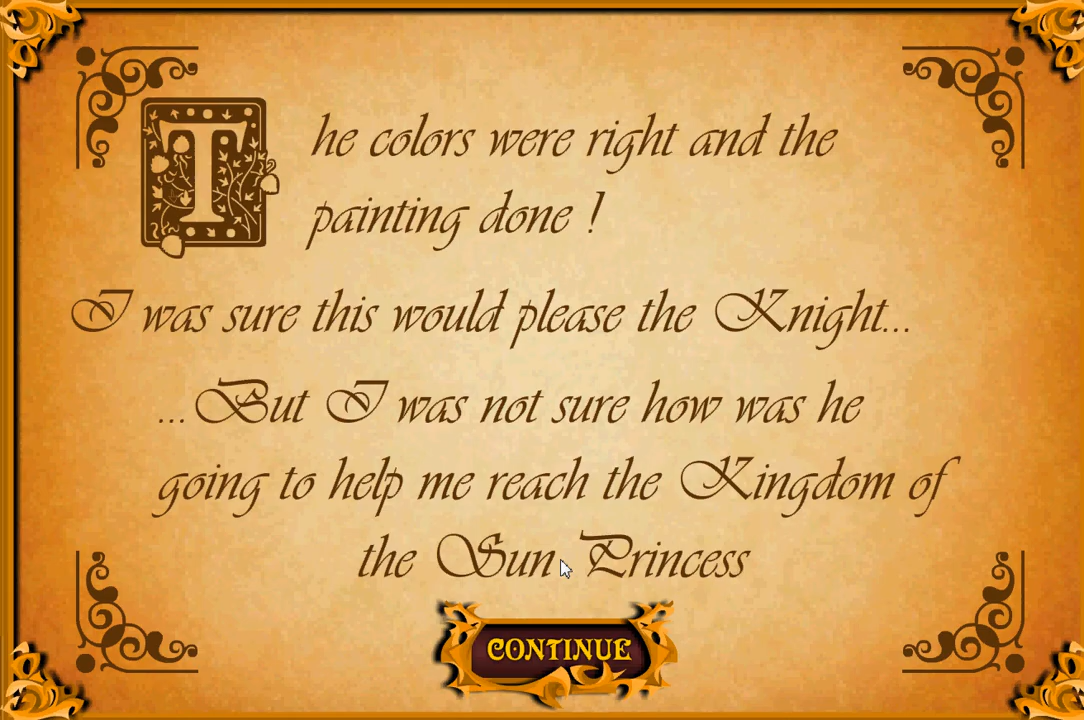 The colors were right and the
painting done !
I was sure this would please the Knight...
...But I was not sure how was he
going to help me reach the Kingdom of
the Sun Princess
CONTINUE